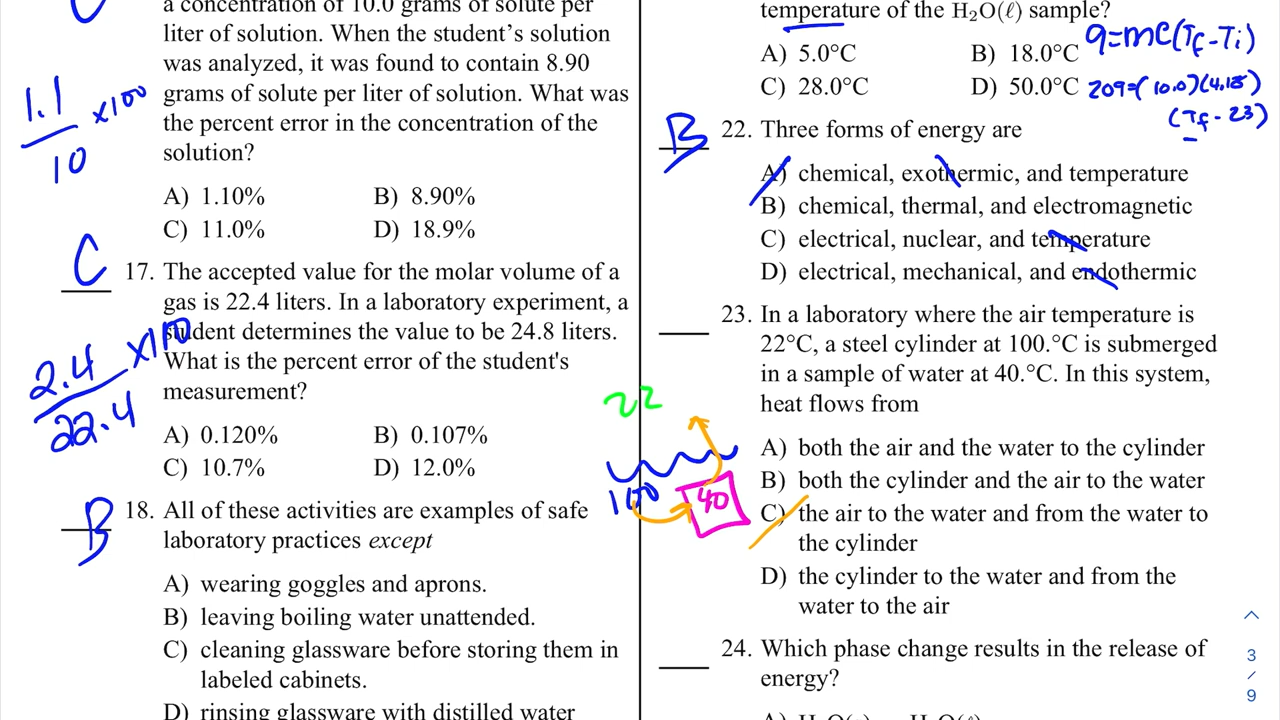 a concentration of 10.0 grams of solute per
liter of solution. When the student's solution
was analyzed, it was found to contain 8.90
grams of solute per liter of solution. What was
the percent error in the concentration of the
solution?
1.1
×100
10
A) 1.10% B) 8.90%
C) 11.0% D) 18.9%
C
17. The accepted value for the molar volume of a
gas is 22.4 liters. In a laboratory experiment, a
student determines the value to be 24.8 liters.
What is the percent error of the student's
measurement?
2.4 ×100
22.4
A) 0.120% B) 0.107%
C) 10.7% D) 12.0%
B
18. All of these activities are examples of safe
laboratory practices except
A) wearing goggles and aprons.
B) leaving boiling water unattended.
C) cleaning glassware before storing them in
labeled cabinets.
D) rinsing glassware with distilled water
temperature of the H₂O(ℓ) sample?
A) 5.0°C B) 18.0°C
C) 28.0°C D) 50.0°C
q=mC(Tf-Ti)
209=(10.0)(4.18)
(Tf-23)
B
22. Three forms of energy are
A) chemical, exothermic, and temperature
B) chemical, thermal, and electromagnetic
C) electrical, nuclear, and temperature
D) electrical, mechanical, and endothermic
23. In a laboratory where the air temperature is
22°C, a steel cylinder at 100.°C is submerged
in a sample of water at 40.°C. In this system,
heat flows from
22
100
40
A) both the air and the water to the cylinder
B) both the cylinder and the air to the water
C) the air to the water and from the water to
the cylinder
D) the cylinder to the water and from the
water to the air
24. Which phase change results in the release of
energy?
3
/
9